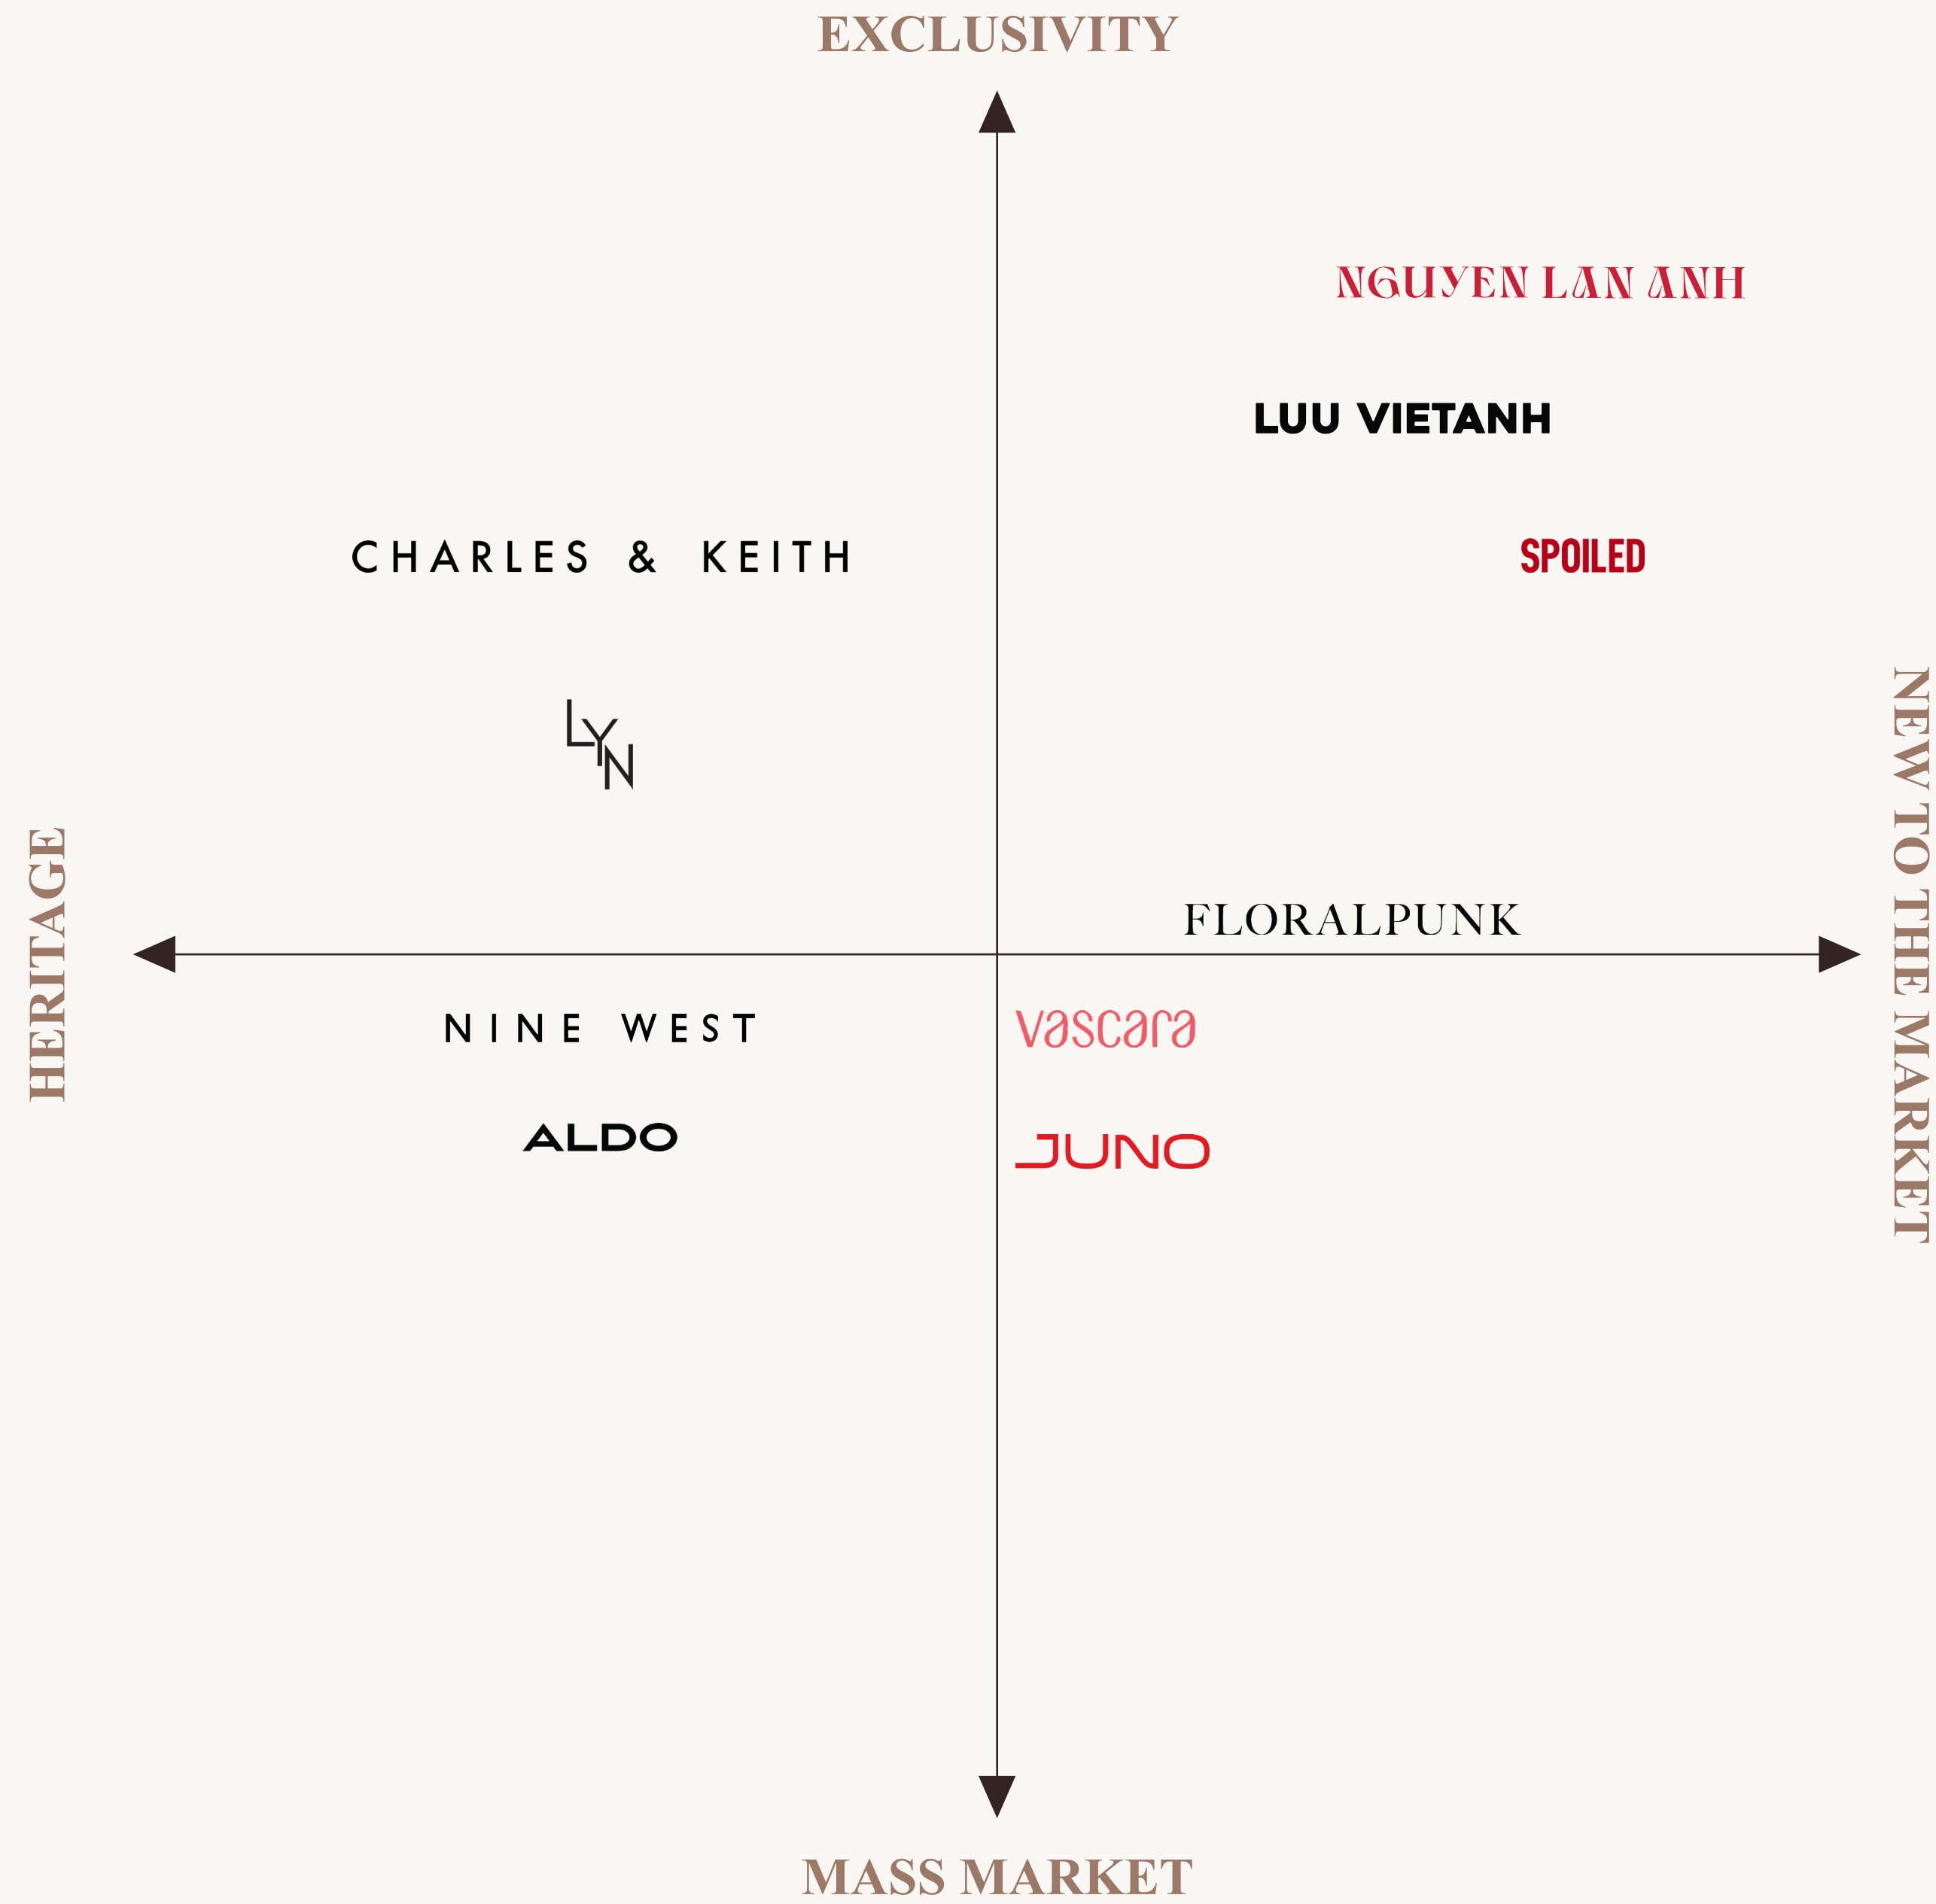 EXCLUSIVITY
NGUYEN LAN ANH
LUU VIETANH
CHARLES & KEITH
SPOILED
LYN
HERITAGE
NEW TO THE MARKET
FLORALPUNK
NINE WEST
vascara
ALDO
JUNO
MASS MARKET